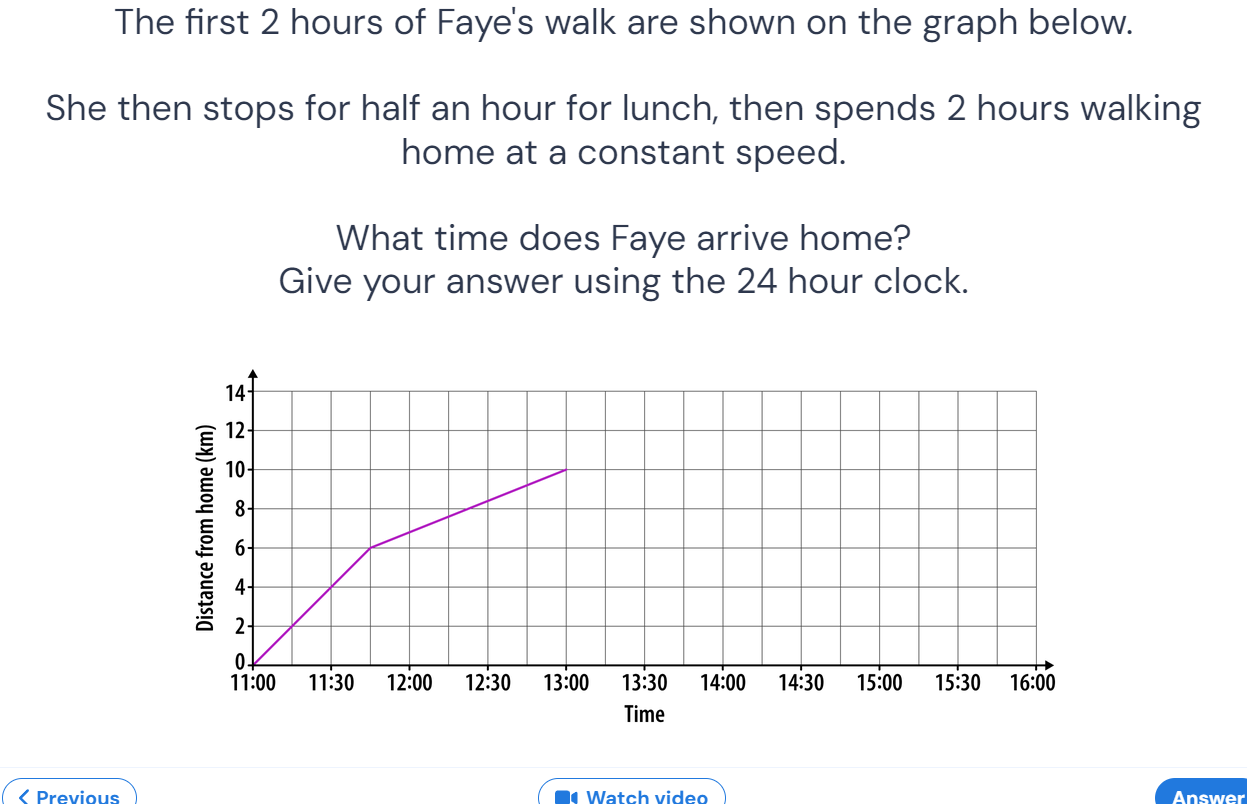 The first 2 hours of Faye's walk are shown on the graph below.
She then stops for half an hour for lunch, then spends 2 hours walking
home at a constant speed.
What time does Faye arrive home?
Give your answer using the 24 hour clock.
Distance from home (km)
14
12
10
8
6
4
2
0
11:00 11:30 12:00 12:30 13:00 13:30 14:00 14:30 15:00 15:30 16:00
Time
< Previous
Watch video
Answer